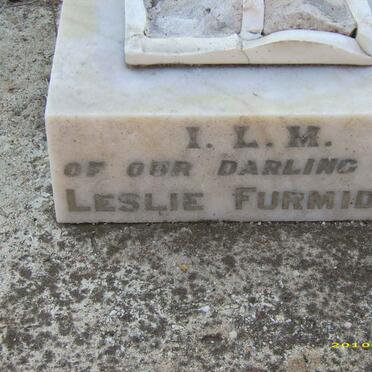 I. L. M.
OF OUR DARLING
LESLIE FURMID
2010